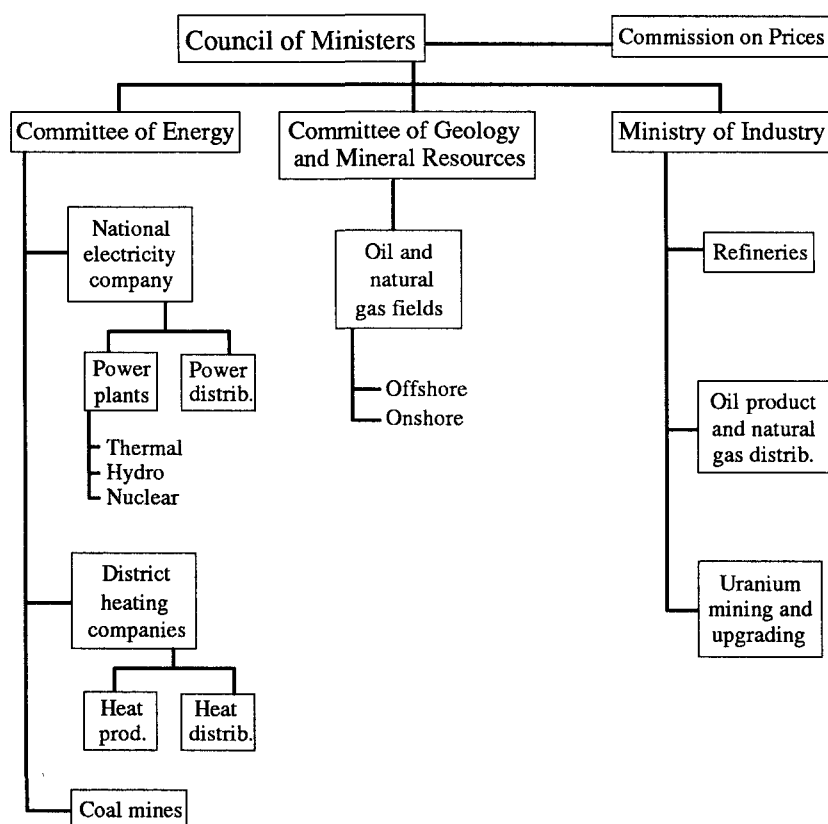 Council of Ministers
Commission on Prices
Committee of Energy
Committee of Geology
and Mineral Resources
Ministry of Industry
National
electricity
company
Power
plants
Power
distrib.
Thermal
Hydro
Nuclear
District
heating
companies
Heat
prod.
Heat
distrib.
Coal mines
Oil and
natural
gas fields
Offshore
Onshore
Refineries
Oil product
and natural
gas distrib.
Uranium
mining and
upgrading